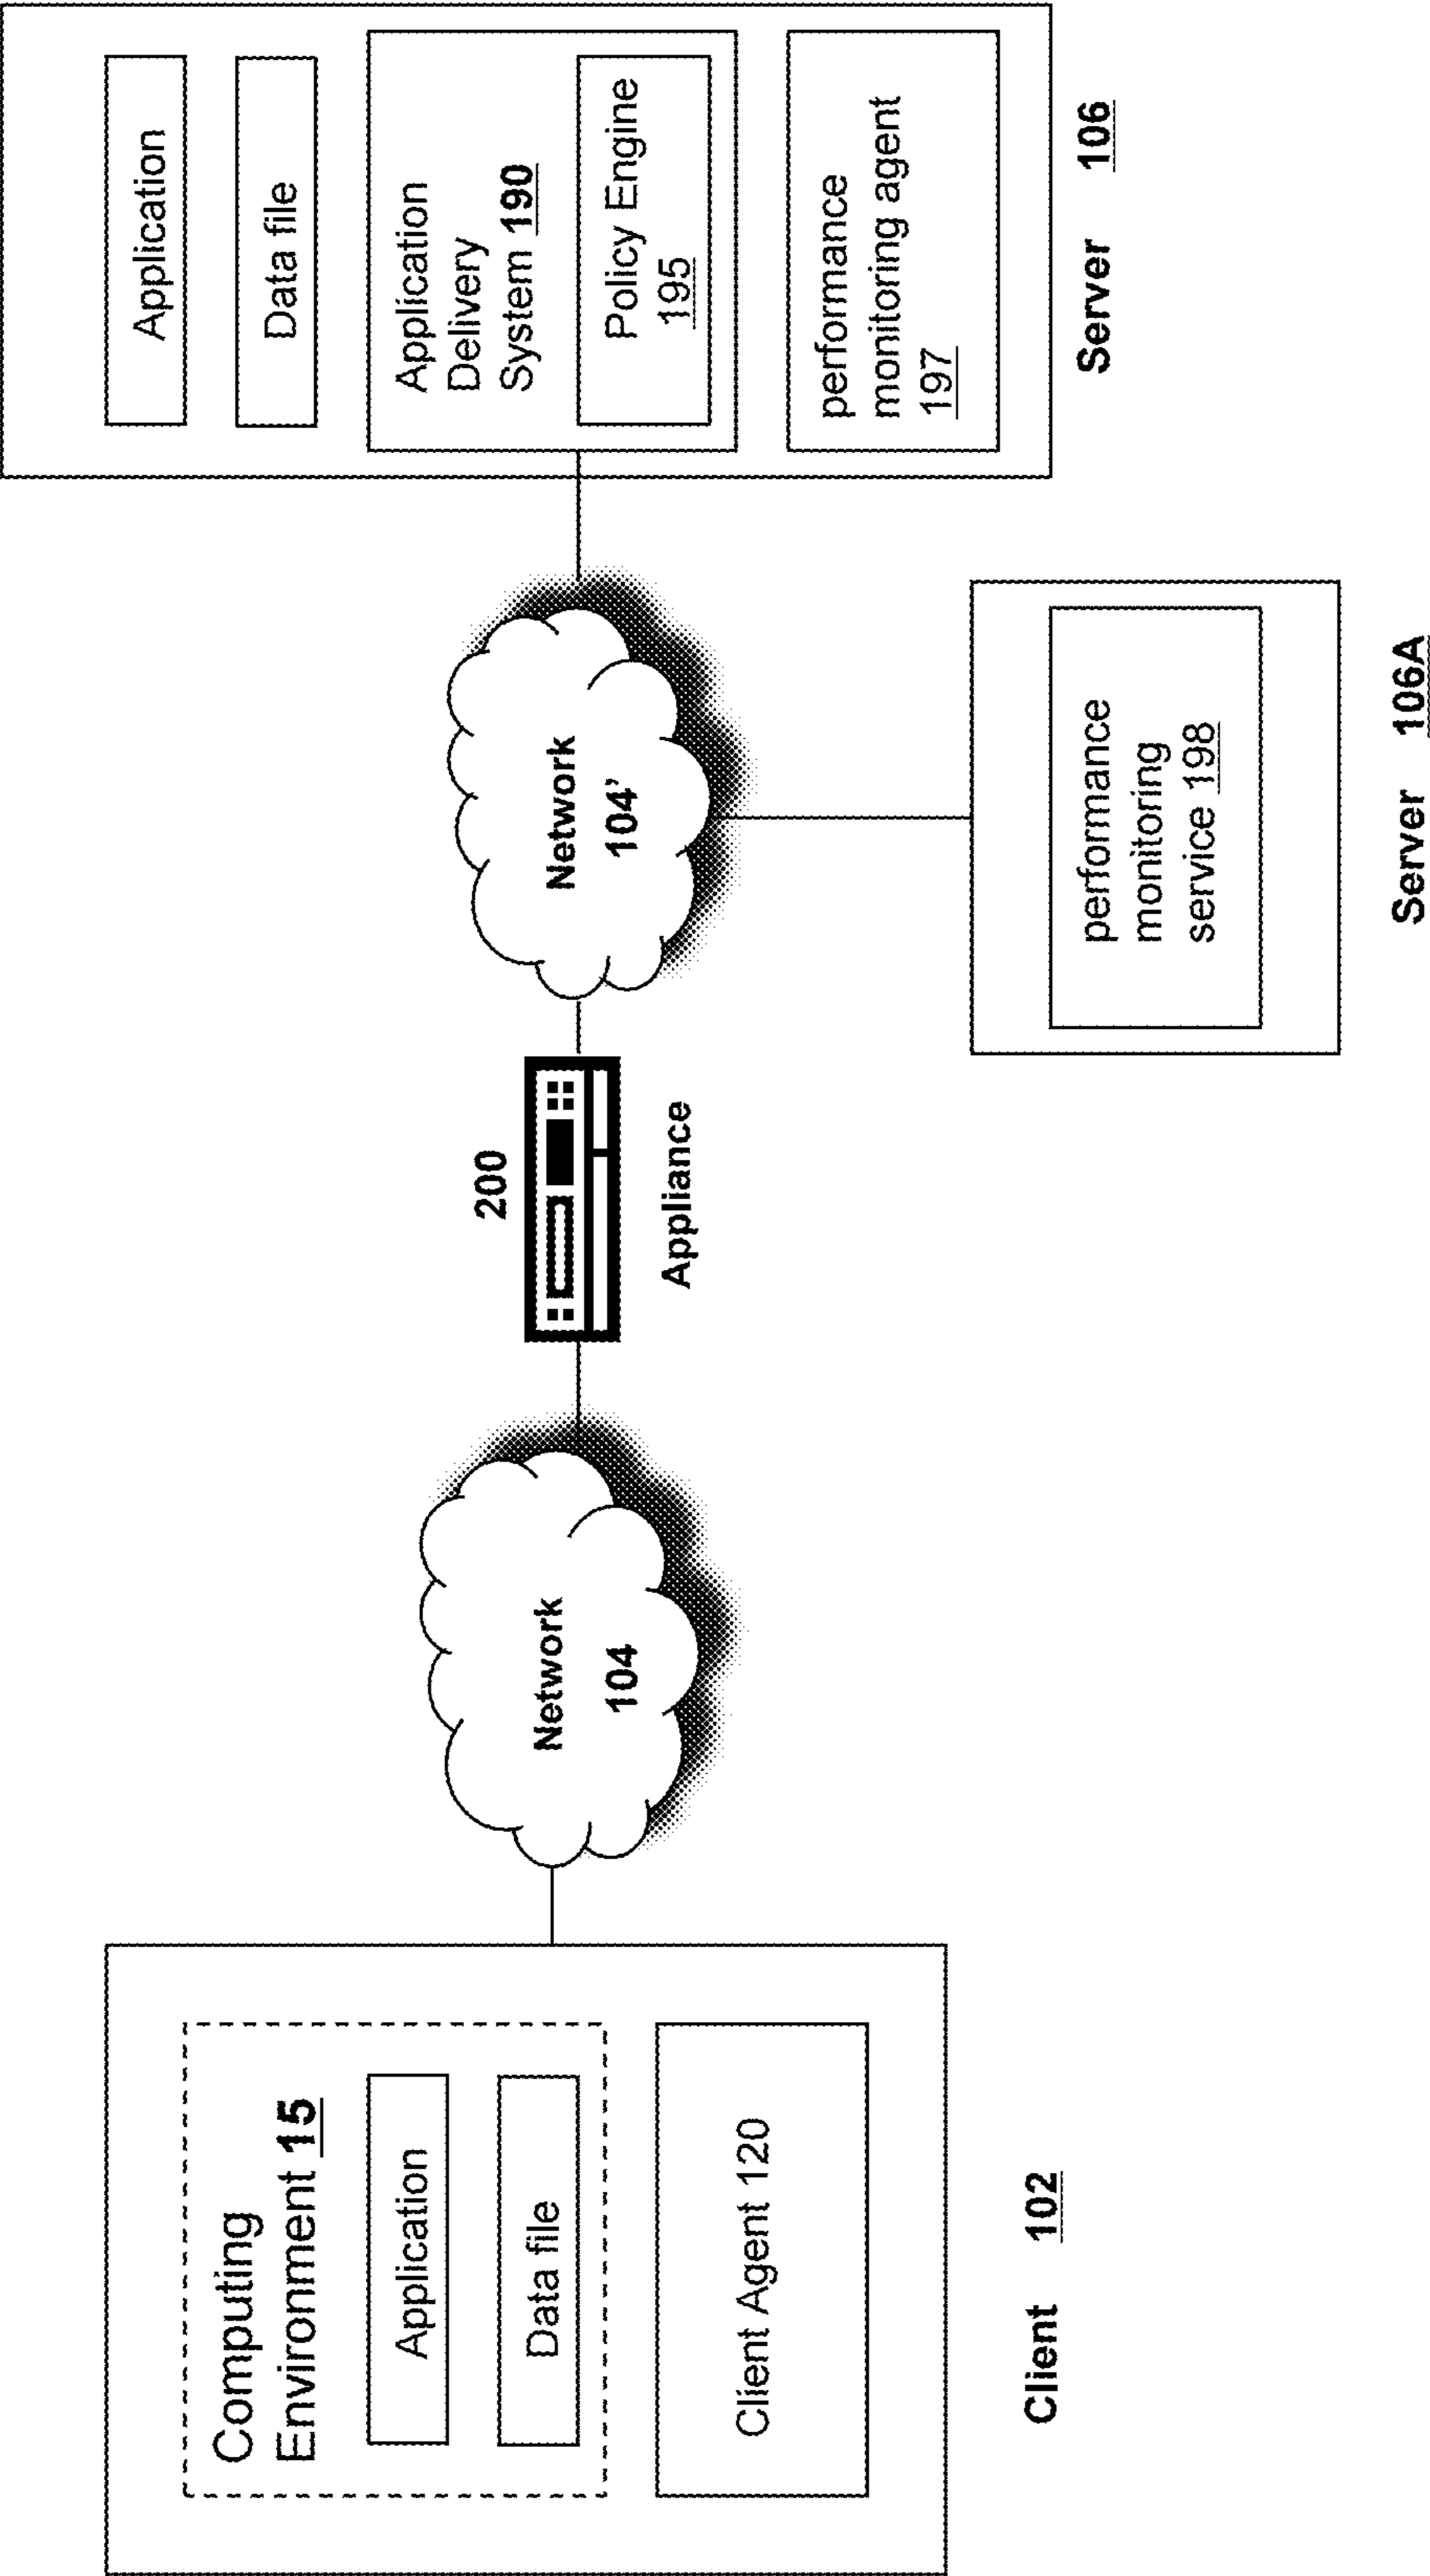 Computing
Environment 15
Application
Data file
Client Agent 120
Client 102
Network
104
200
Appliance
Network
104’
performance
monitoring
service 198
Server 106A
Application
Data file
Application
Delivery
System 190
Policy Engine
195
performance
monitoring agent
197
Server 106